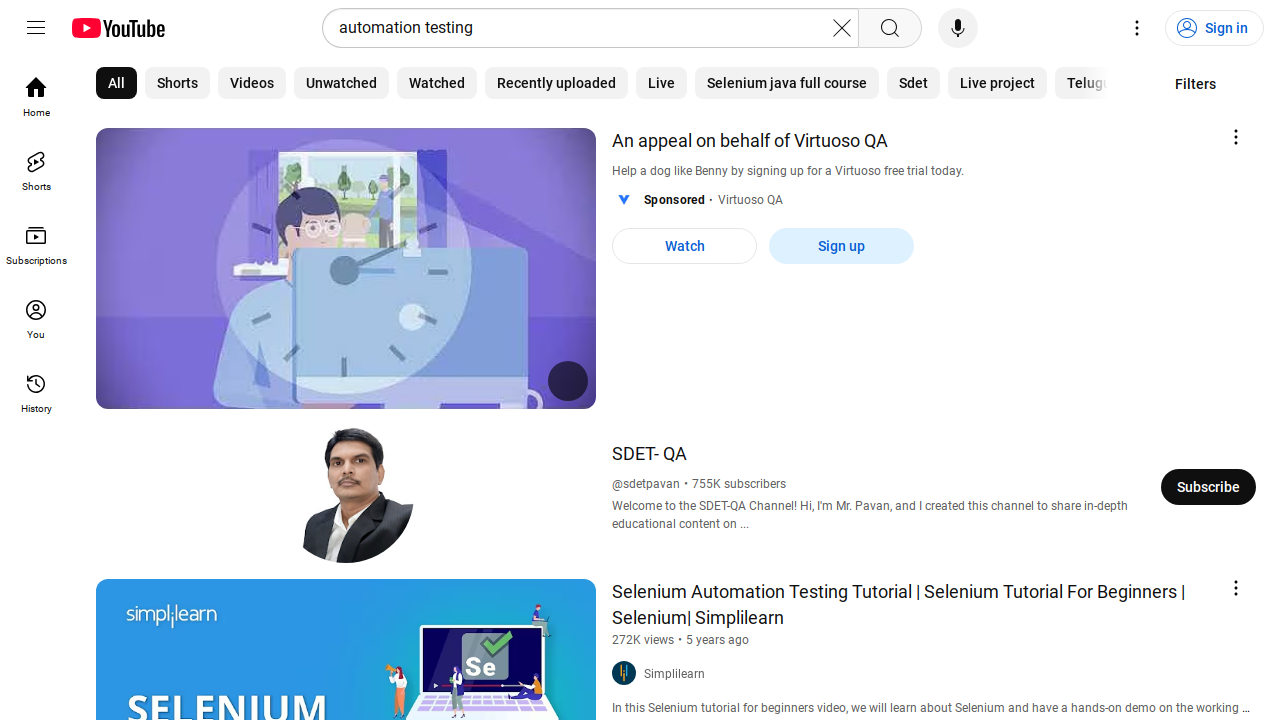 YouTube
automation testing
Sign in
All
Shorts
Videos
Unwatched
Watched
Recently uploaded
Live
Selenium java full course
Sdet
Live project
Filters
Home
Shorts
Subscriptions
You
History
An appeal on behalf of Virtuoso QA
Help a dog like Benny by signing up for a Virtuoso free trial today.
Sponsored · Virtuoso QA
Watch
Sign up
SDET- QA
@sdetpavan • 755K subscribers
Welcome to the SDET-QA Channel! Hi, I'm Mr. Pavan, and I created this channel to share in-depth
educational content on ...
Subscribe
simplilearn
Se
SELENIUM
Selenium Automation Testing Tutorial | Selenium Tutorial For Beginners |
Selenium| Simplilearn
272K views • 5 years ago
Simplilearn
In this Selenium tutorial for beginners video, we will learn about Selenium and have a hands-on demo on the working ...